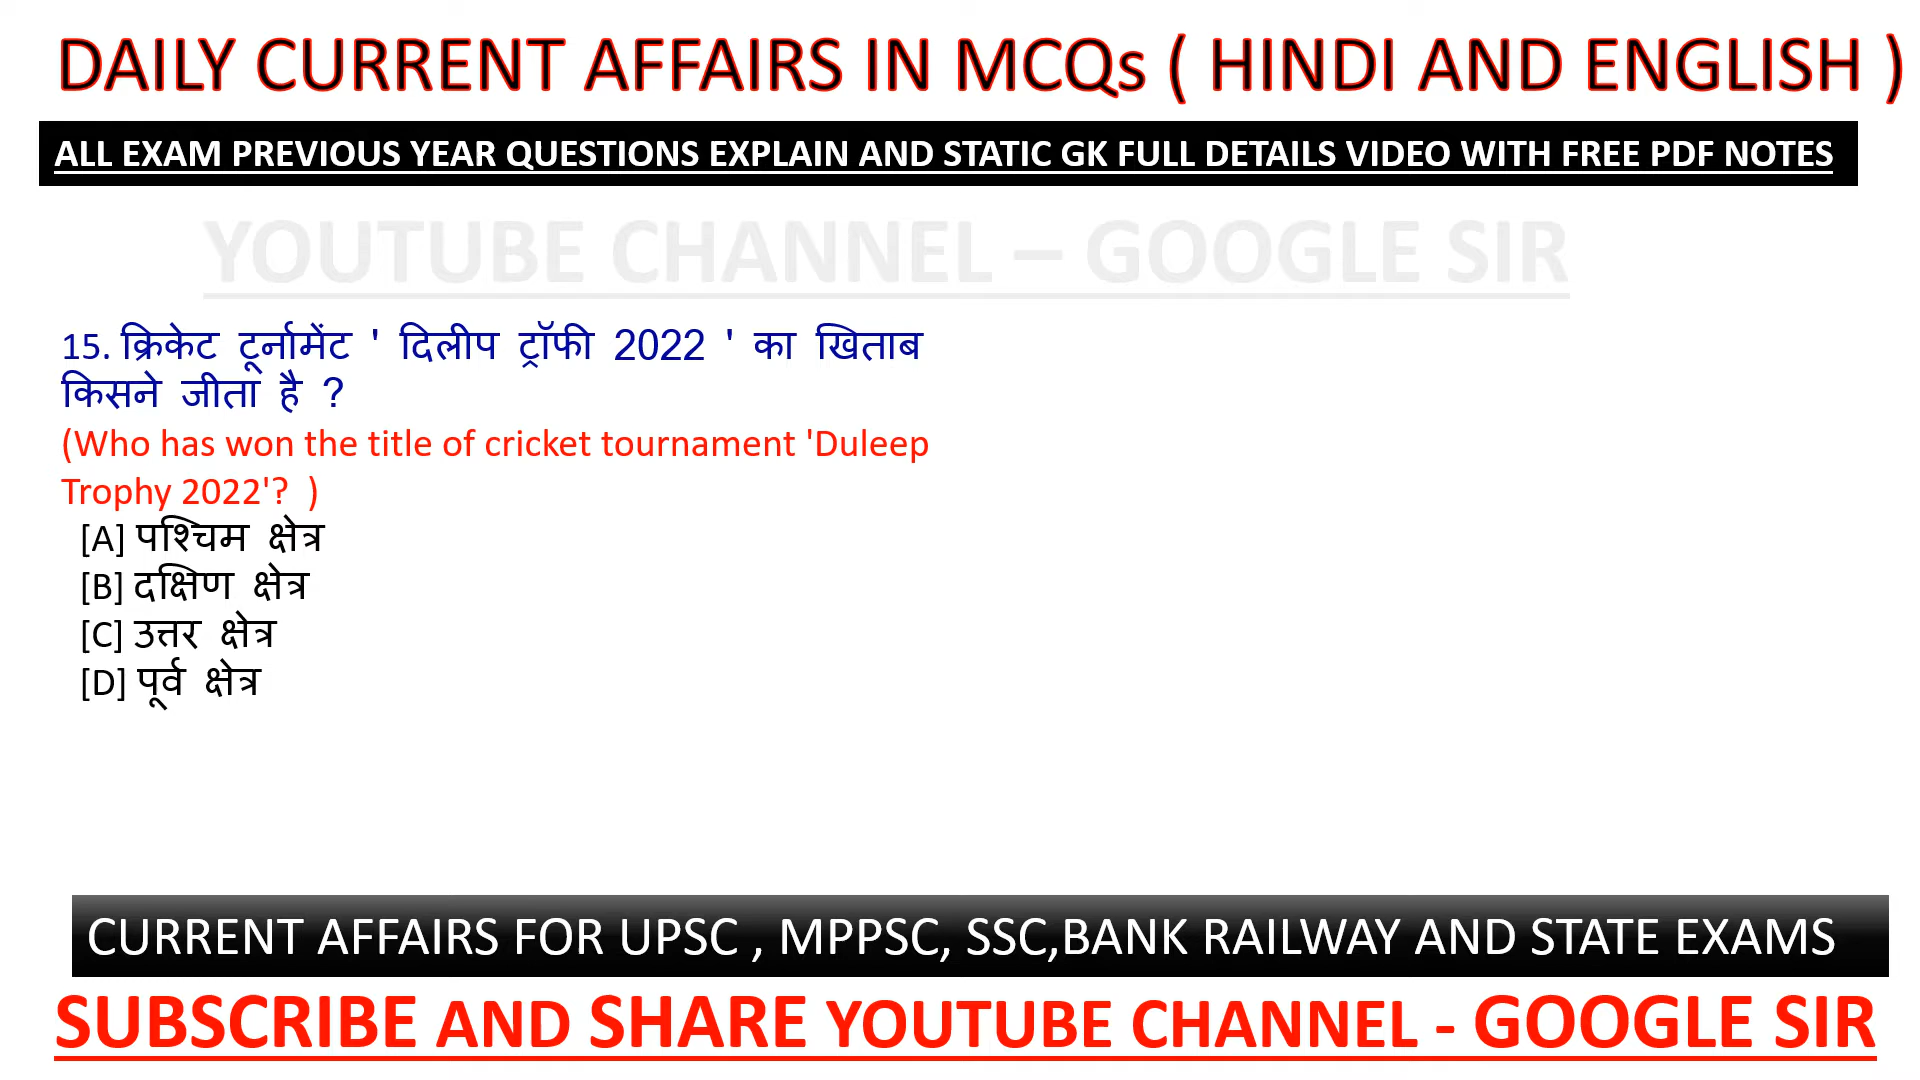 DAILY CURRENT AFFAIRS IN MCQs ( HINDI AND ENGLISH )
ALL EXAM PREVIOUS YEAR QUESTIONS EXPLAIN AND STATIC GK FULL DETAILS VIDEO WITH FREE PDF NOTES
YOUTUBE CHANNEL – GOOGLE SIR
15. क्रिकेट टूर्नामेंट ' दिलीप ट्रॉफी 2022 ' का खिताब
किसने जीता है ?
(Who has won the title of cricket tournament 'Duleep
Trophy 2022'? )
[A] पश्चिम क्षेत्र
[B] दक्षिण क्षेत्र
[C] उत्तर क्षेत्र
[D] पूर्व क्षेत्र
CURRENT AFFAIRS FOR UPSC , MPPSC, SSC,BANK RAILWAY AND STATE EXAMS
SUBSCRIBE AND SHARE YOUTUBE CHANNEL - GOOGLE SIR